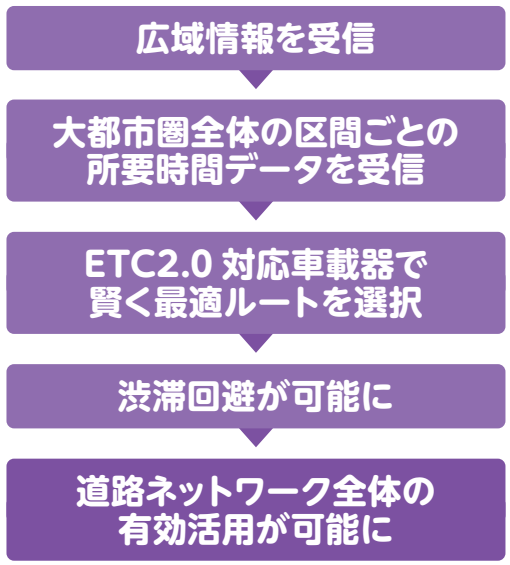 広域情報を受信
大都市圏全体の区間ごとの
所要時間データを受信
ETC2.0 対応車載器で
賢く最適ルートを選択
渋滞回避が可能に
道路ネットワーク全体の
有効活用が可能に